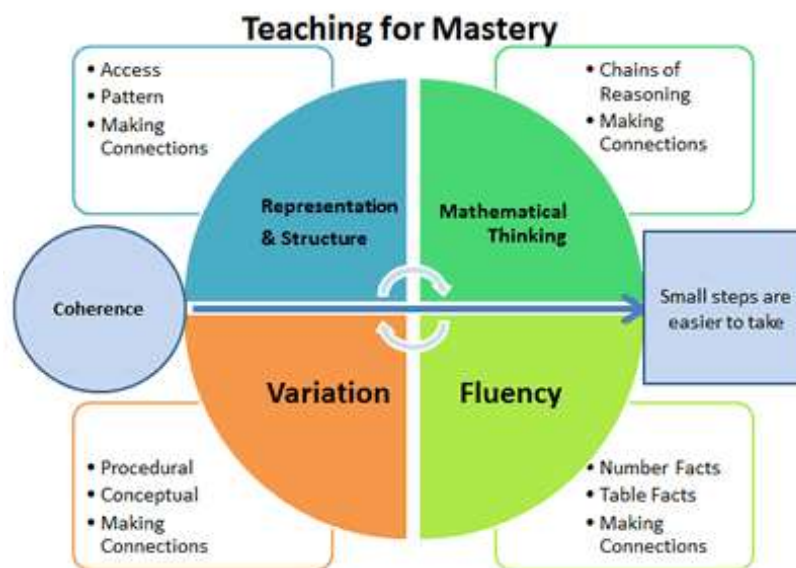 Teaching for Mastery
• Access
• Pattern
• Making
Connections
• Chains of
Reasoning
• Making
Connections
Representation
& Structure
Mathematical
Thinking
Coherence
Small steps are
easier to take
Variation
Fluency
• Procedural
• Conceptual
• Making
Connections
• Number Facts
• Table Facts
• Making
Connections